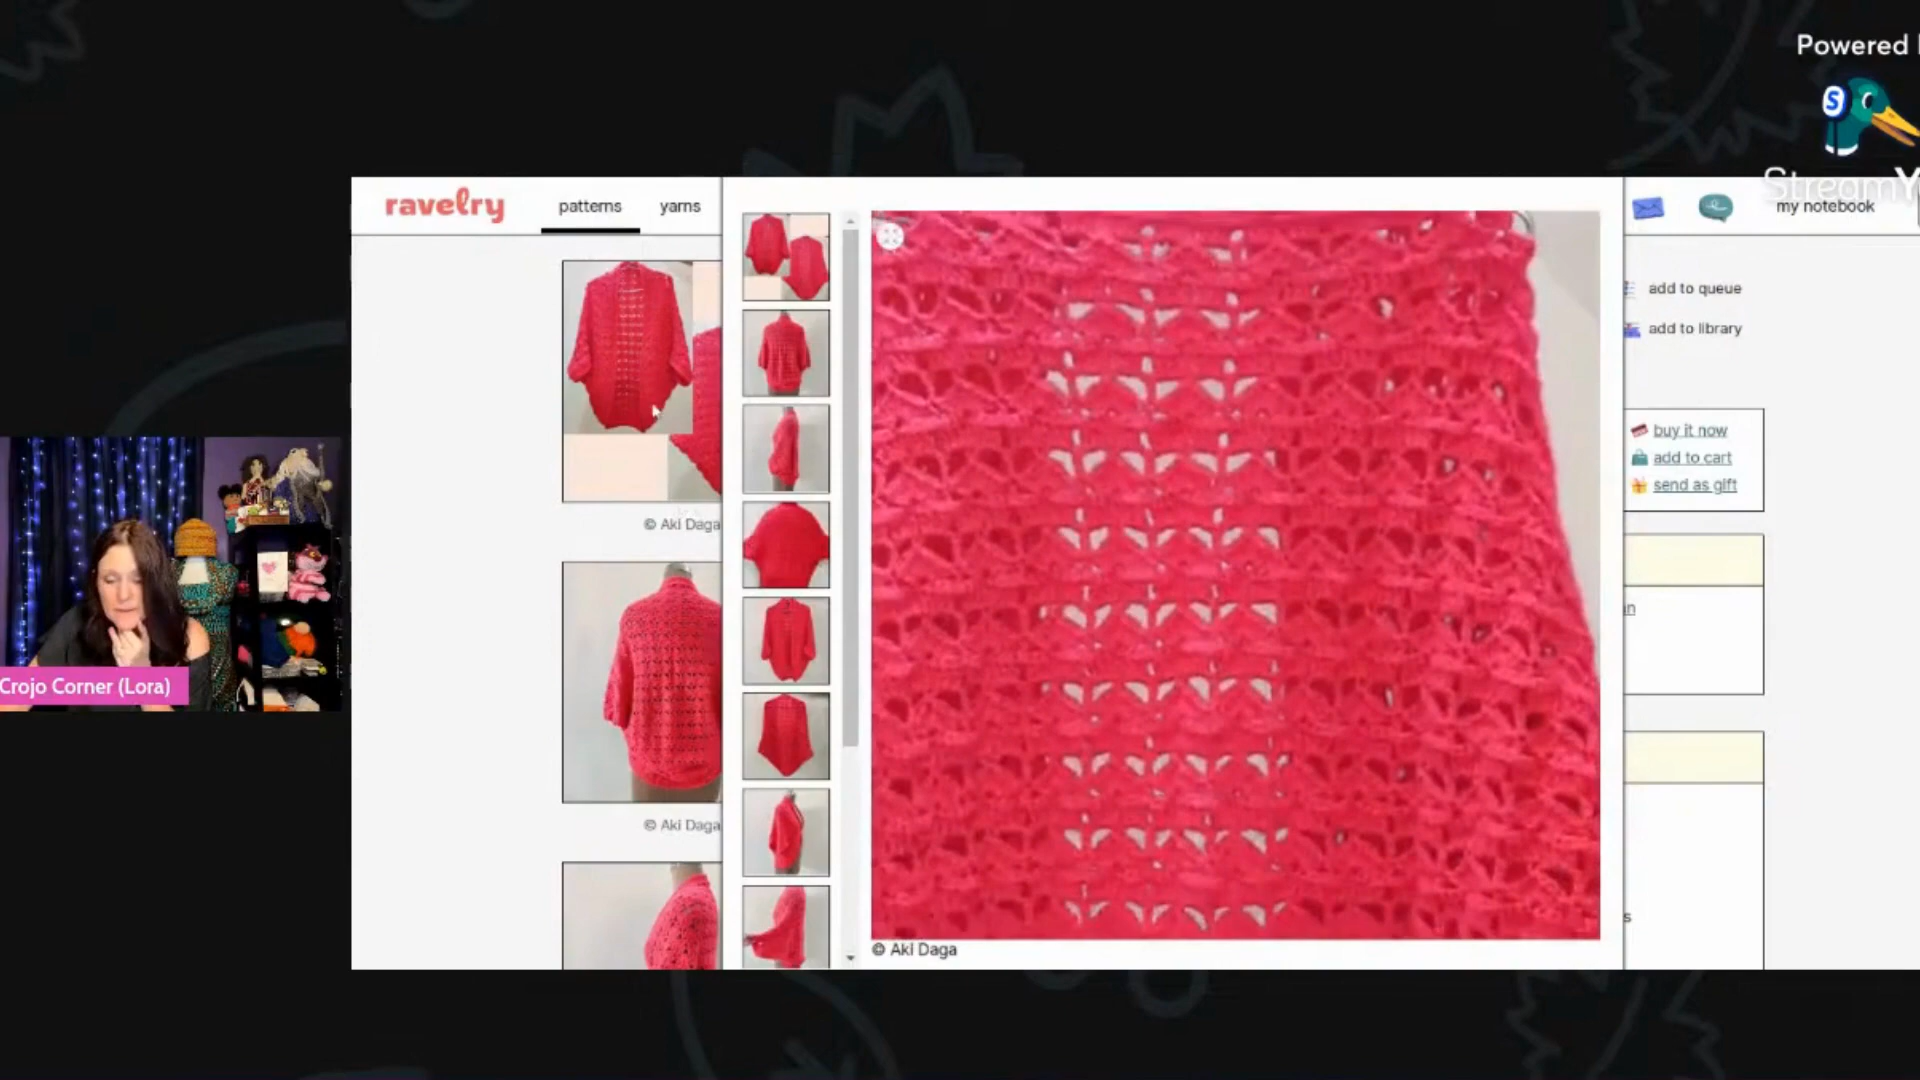 Powered
S
StreamY
ravelry
patterns
yarns
my notebook
add to queue
add to library
buy it now
add to cart
send as gift
© Aki Daga
© Aki Daga
Crojo Corner (Lora)
© Aki Daga